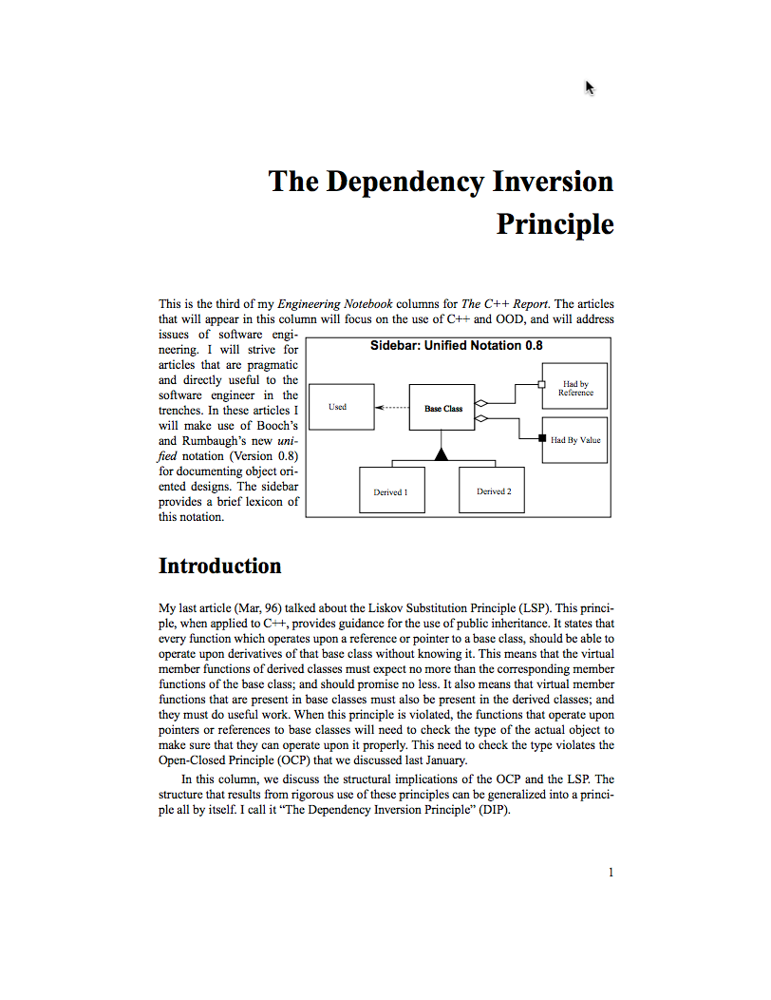 The Dependency Inversion
Principle
This is the third of my Engineering Notebook columns for The C++ Report. The articles
that will appear in this column will focus on the use of C++ and OOD, and will address
issues of software engi-
neering. I will strive for
articles that are pragmatic
and directly useful to the
software engineer in the
trenches. In these articles I
will make use of Booch’s
and Rumbaugh’s new uni-
fied notation (Version 0.8)
for documenting object ori-
ented designs. The sidebar
provides a brief lexicon of
this notation.
Sidebar: Unified Notation 0.8
Used
Base Class
Had by
Reference
Had By Value
Derived 1
Derived 2
Introduction
My last article (Mar, 96) talked about the Liskov Substitution Principle (LSP). This princi-
ple, when applied to C++, provides guidance for the use of public inheritance. It states that
every function which operates upon a reference or pointer to a base class, should be able to
operate upon derivatives of that base class without knowing it. This means that the virtual
member functions of derived classes must expect no more than the corresponding member
functions of the base class; and should promise no less. It also means that virtual member
functions that are present in base classes must also be present in the derived classes; and
they must do useful work. When this principle is violated, the functions that operate upon
pointers or references to base classes will need to check the type of the actual object to
make sure that they can operate upon it properly. This need to check the type violates the
Open-Closed Principle (OCP) that we discussed last January.
In this column, we discuss the structural implications of the OCP and the LSP. The
structure that results from rigorous use of these principles can be generalized into a princi-
ple all by itself. I call it “The Dependency Inversion Principle” (DIP).
1